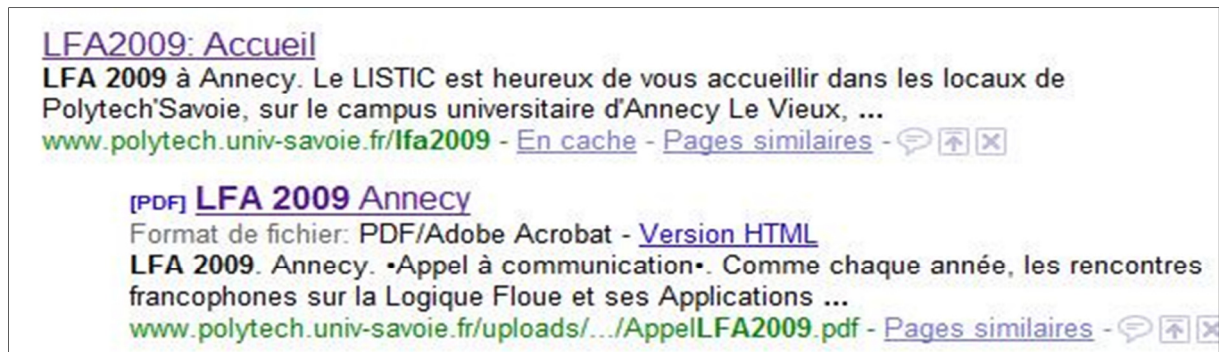 LFA2009: Accueil
LFA 2009 à Annecy. Le LISTIC est heureux de vous accueillir dans les locaux de
Polytech'Savoie, sur le campus universitaire d'Annecy Le Vieux, ...
www.polytech.univ-savoie.fr/lfa2009 - En cache - Pages similaires -
[PDF] LFA 2009 Annecy
Format de fichier: PDF/Adobe Acrobat - Version HTML
LFA 2009. Annecy. •Appel à communication•. Comme chaque année, les rencontres
francophones sur la Logique Floue et ses Applications ...
www.polytech.univ-savoie.fr/uploads/.../AppelLFA2009.pdf - Pages similaires -